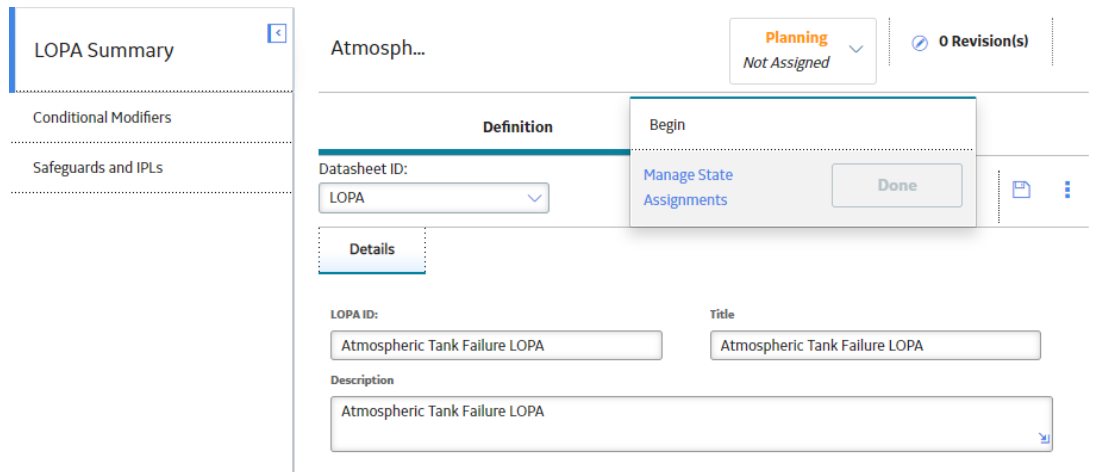 LOPA Summary
Conditional Modifiers
Safeguards and IPLs
Atmosph...
Planning
Not Assigned
0 Revision(s)
Definition
Begin
Manage State
Assignments
Done
Datasheet ID:
LOPA
Details
LOPA ID:
Title
Atmospheric Tank Failure LOPA
Atmospheric Tank Failure LOPA
Description
Atmospheric Tank Failure LOPA